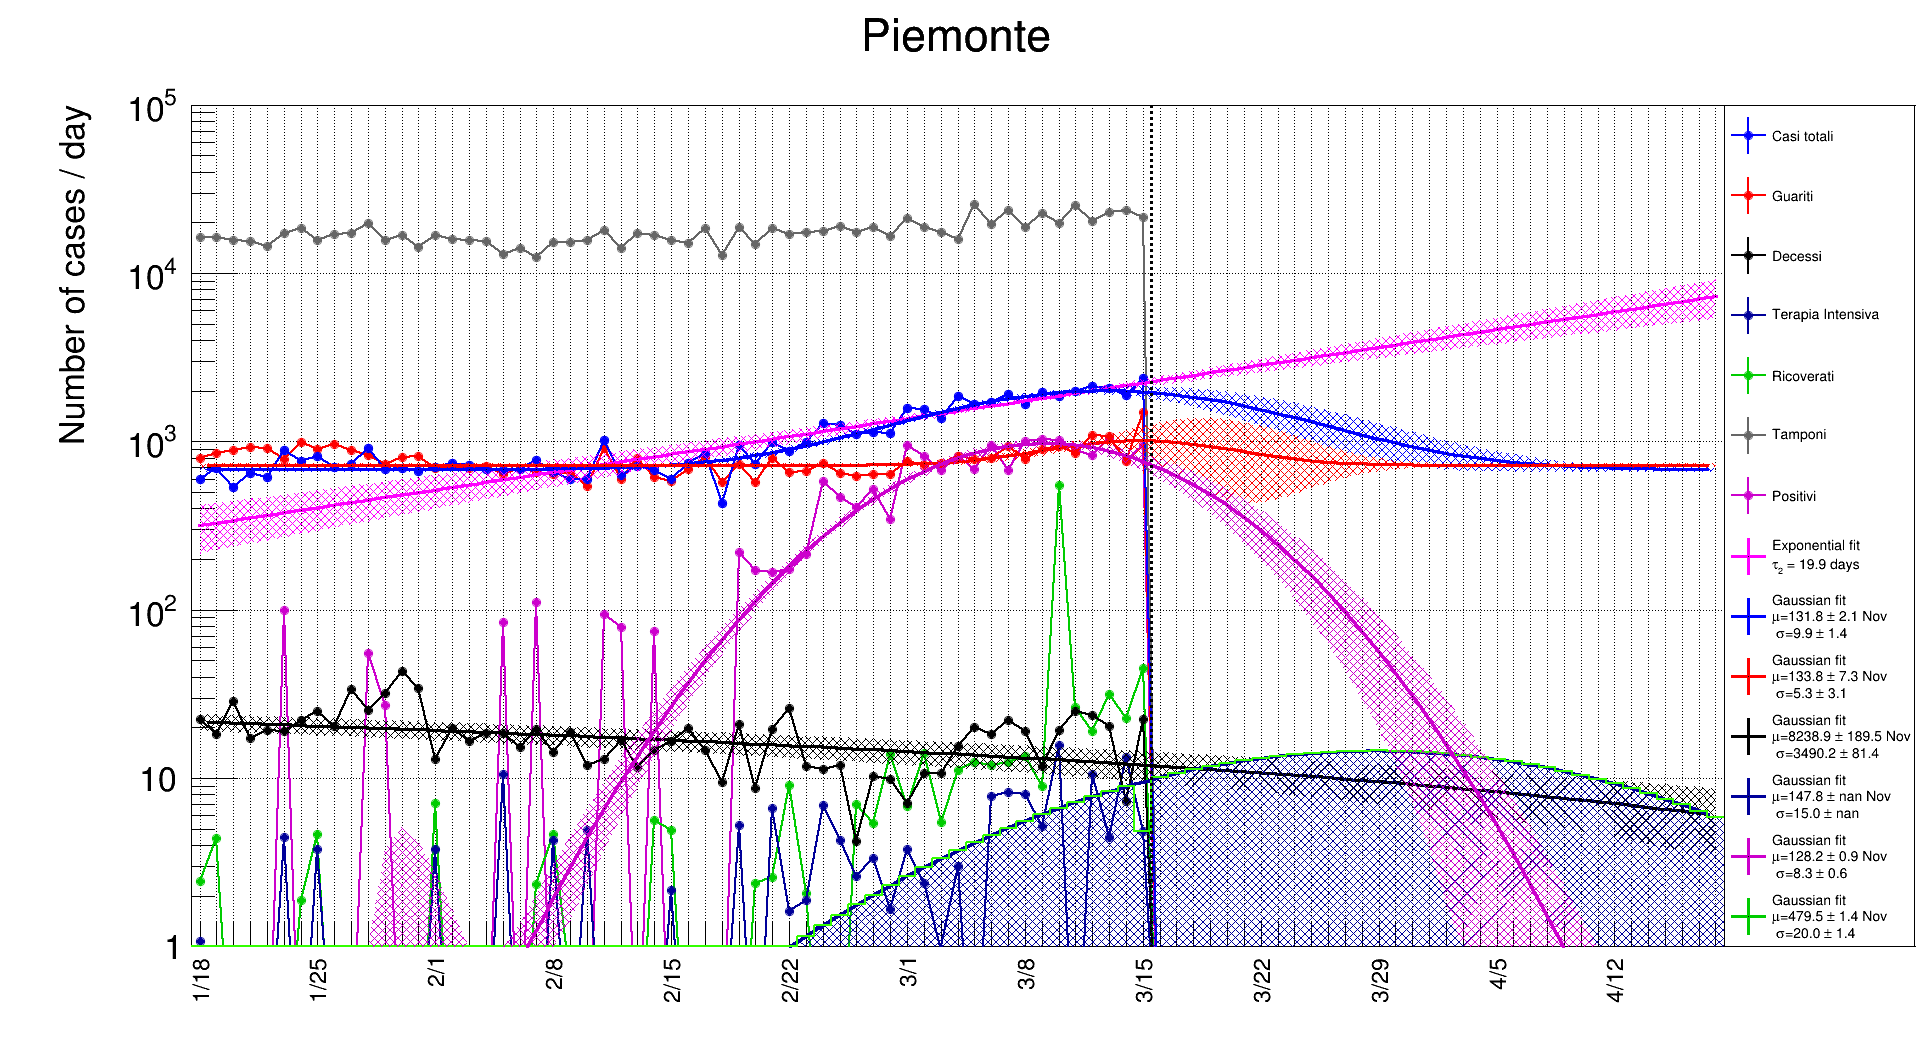 Piemonte
Number of cases / day
10^5
10^4
10^3
10^2
10
1
1/18
1/25
2/1
2/8
2/15
2/22
3/1
3/8
3/15
3/22
3/29
4/5
4/12
Casi totali
Guariti
Decessi
Terapia Intensiva
Ricoverati
Tamponi
Positivi
Exponential fit
τ₂ = 19.9 days
Gaussian fit
μ=131.8 ± 2.1 Nov
σ=9.9 ± 1.4
Gaussian fit
μ=133.8 ± 7.3 Nov
σ=5.3 ± 3.1
Gaussian fit
μ=8238.9 ± 189.5 Nov
σ=3490.2 ± 81.4
Gaussian fit
μ=147.8 ± nan Nov
σ=15.0 ± nan
Gaussian fit
μ=128.2 ± 0.9 Nov
σ=8.3 ± 0.6
Gaussian fit
μ=479.5 ± 1.4 Nov
σ=20.0 ± 1.4